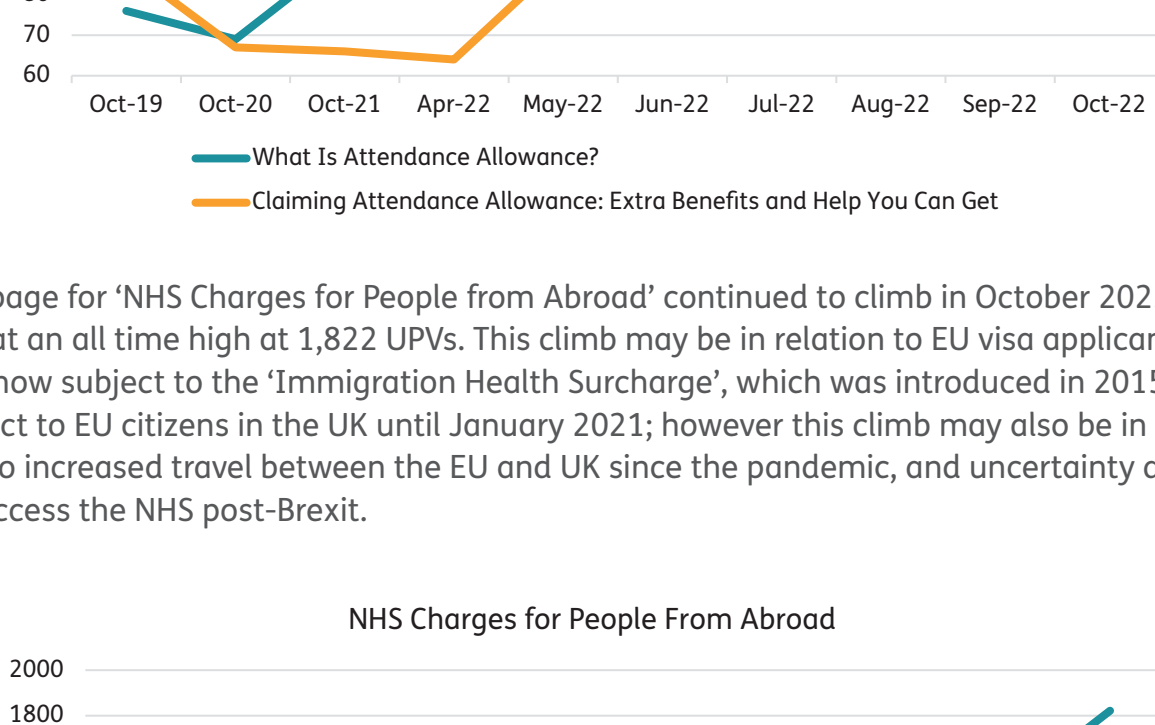 70
60
Oct-19 Oct-20 Oct-21 Apr-22 May-22 Jun-22 Jul-22 Aug-22 Sep-22 Oct-22
What Is Attendance Allowance?
Claiming Attendance Allowance: Extra Benefits and Help You Can Get
page for ‘NHS Charges for People from Abroad’ continued to climb in October 202
at an all time high at 1,822 UPVs. This climb may be in relation to EU visa applican
now subject to the ‘Immigration Health Surcharge’, which was introduced in 2015
ct to EU citizens in the UK until January 2021; however this climb may also be in
o increased travel between the EU and UK since the pandemic, and uncertainty
ccess the NHS post-Brexit.
NHS Charges for People From Abroad
2000
1800